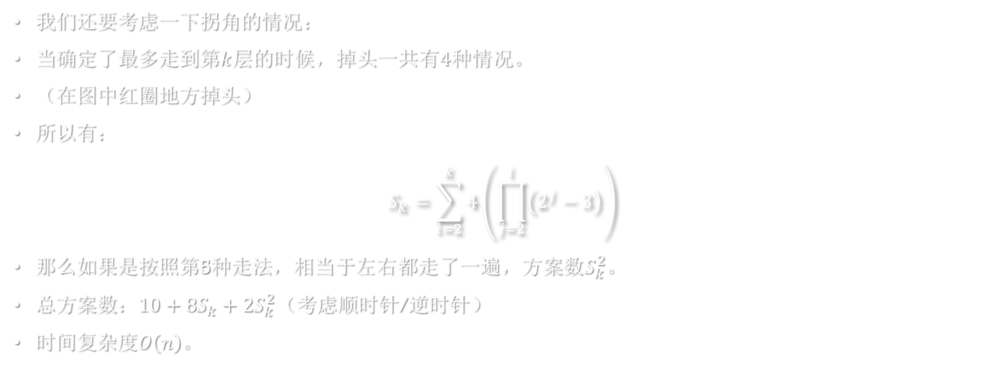 • 我们还要考虑一下拐角的情况：
• 当确定了最多走到第k层的时候，掉头一共有4种情况。
• （在图中红圈地方掉头）
• 所以有：
S_k = \sum_{i=2}^{k} 4 \left( \prod_{j=2}^{i} (2^j - 3) \right)
• 那么如果是按照第5种走法，相当于左右都走了一遍，方案数S_k^2。
• 总方案数：10 + 8S_k + 2S_k^2（考虑顺时针/逆时针）
• 时间复杂度O(n)。